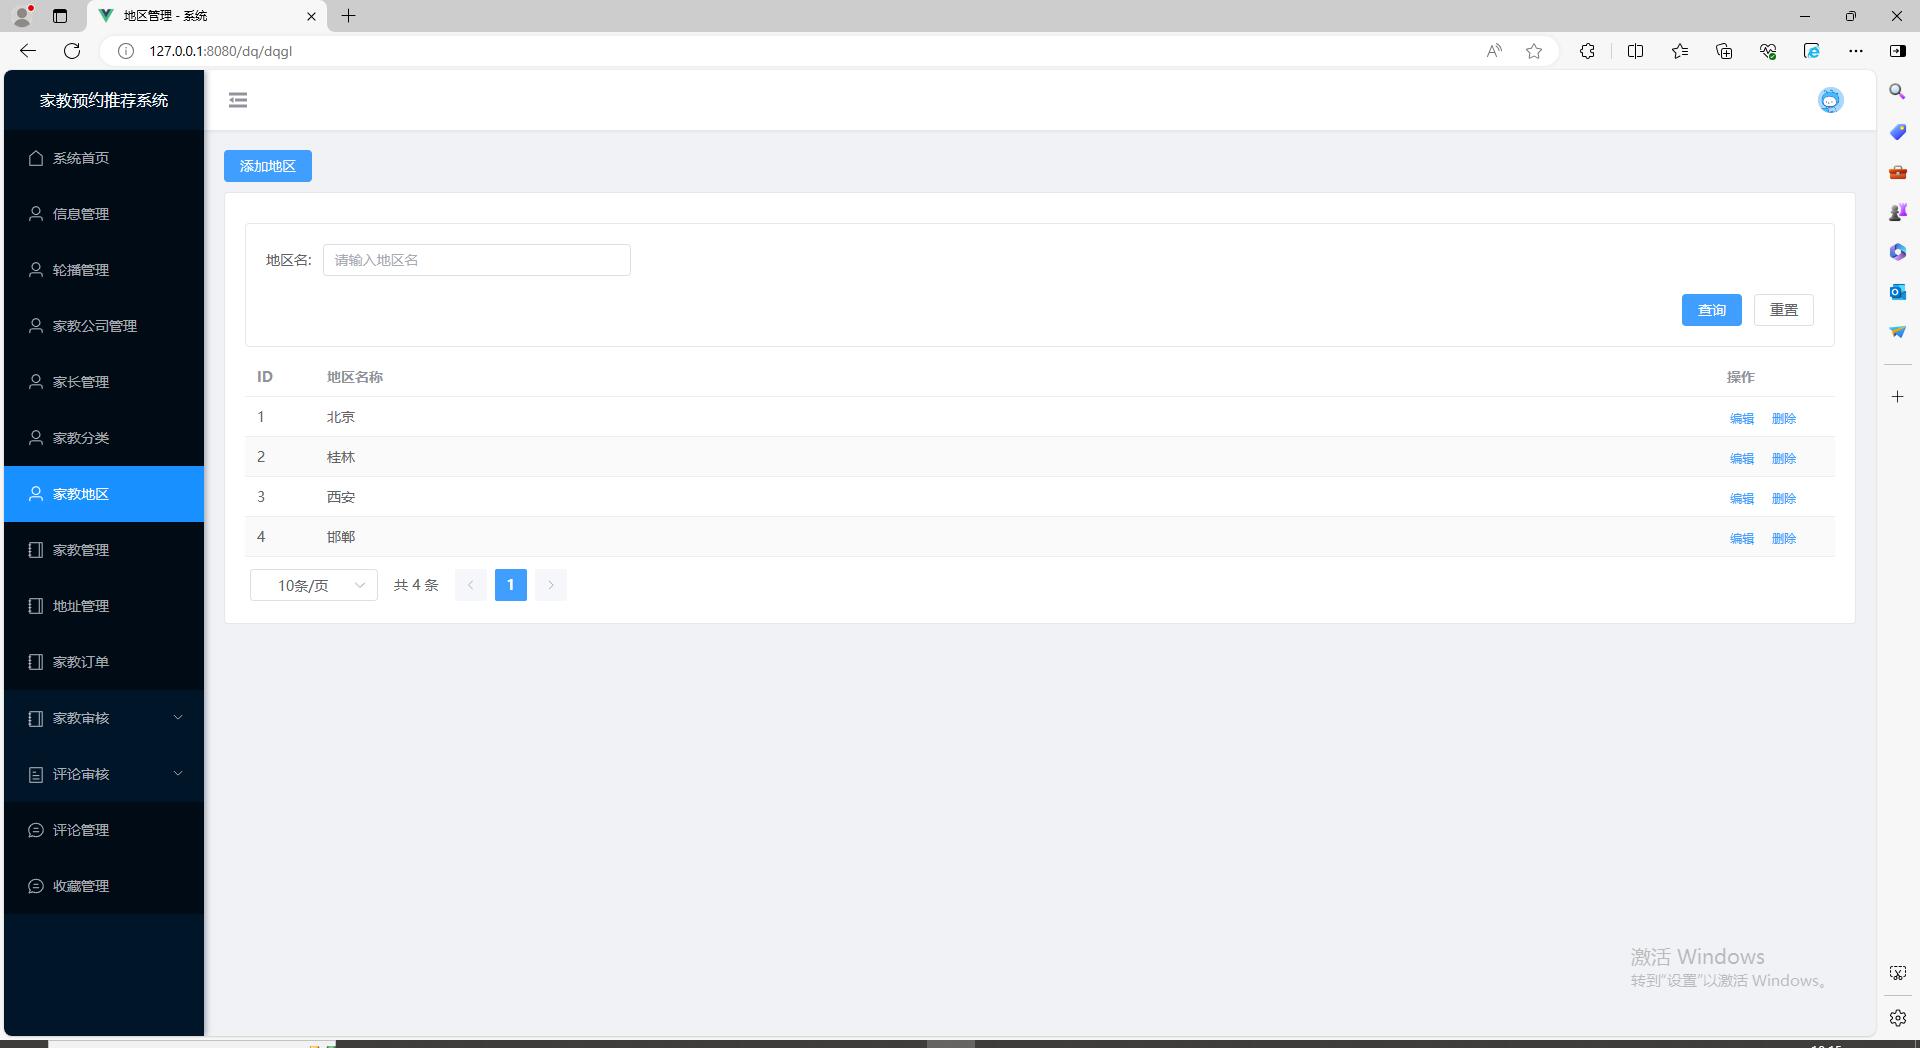 地区管理 - 系统
127.0.0.1:8080/dq/dqgl
家教预约推荐系统
系统首页
信息管理
轮播管理
家教公司管理
家长管理
家教分类
家教地区
家教管理
地址管理
家教订单
家教审核
评论审核
评论管理
收藏管理
添加地区
地区名: 请输入地区名
查询 重置
ID 地区名称 操作
1 北京 编辑 删除
2 桂林 编辑 删除
3 西安 编辑 删除
4 邯郸 编辑 删除
10条/页 共 4 条 1
激活 Windows
转到"设置"以激活 Windows。